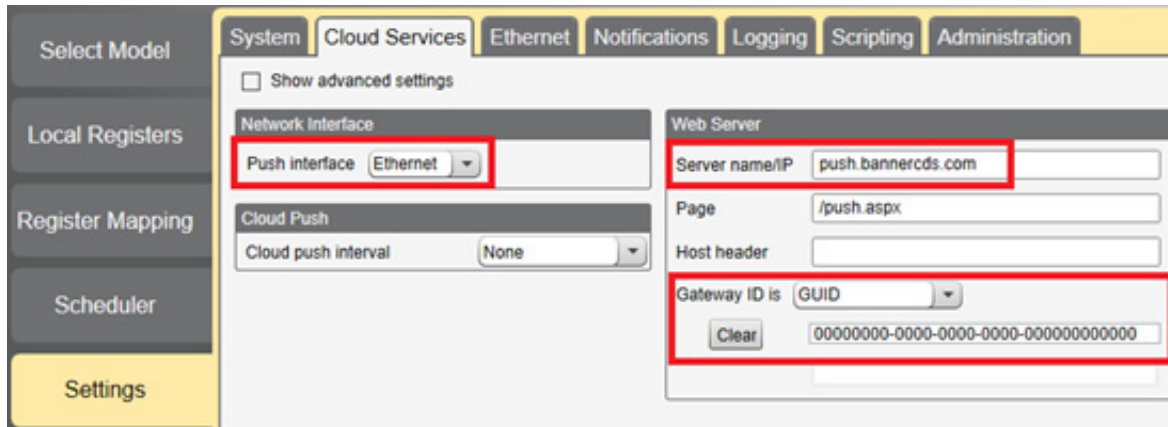 Select Model
Local Registers
Register Mapping
Scheduler
Settings
System Cloud Services Ethernet Notifications Logging Scripting Administration
Show advanced settings
Network Interface
Push interface Ethernet
Cloud Push
Cloud push interval None
Web Server
Server name/IP push.bannercds.com
Page /push.aspx
Host header
Gateway ID is GUID
Clear 00000000-0000-0000-0000-000000000000